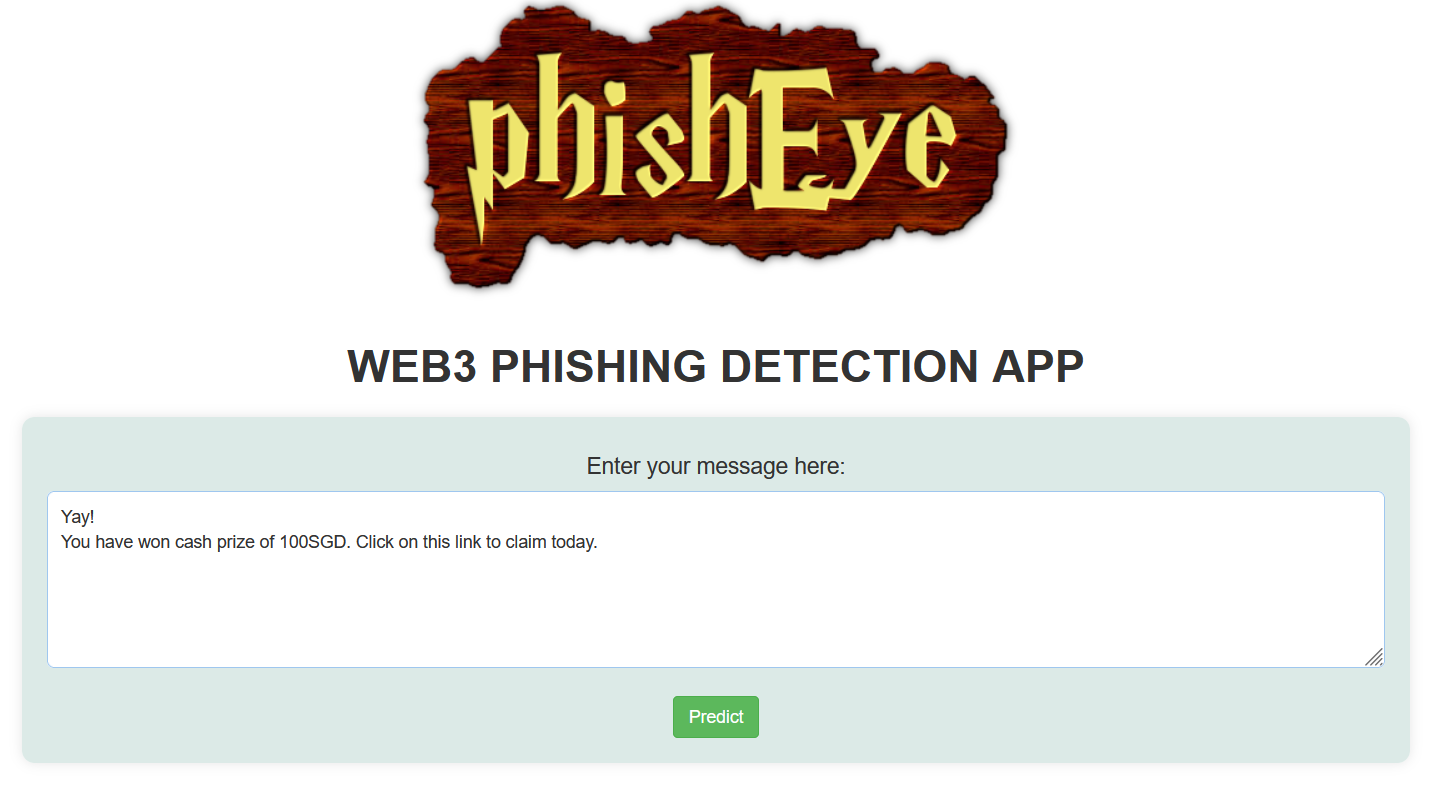 phishEye
WEB3 PHISHING DETECTION APP
Enter your message here:
Yay!
You have won cash prize of 100SGD. Click on this link to claim today.
Predict